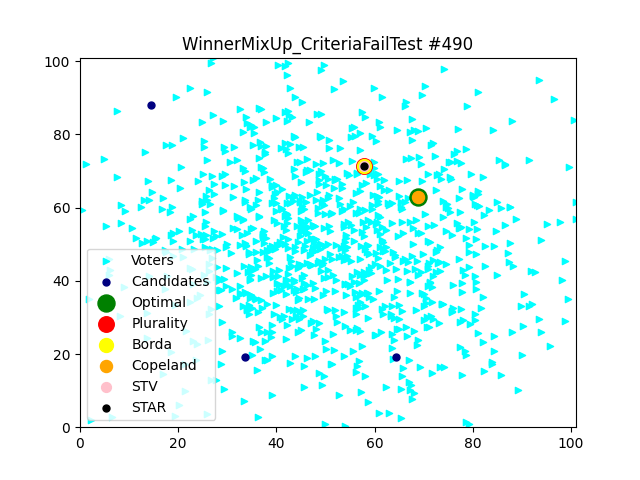 WinnerMixUp_CriteriaFailTest #490
100
80
60
40
20
0
0
20
40
60
80
100
Voters
Candidates
Optimal
Plurality
Borda
Copeland
STV
STAR